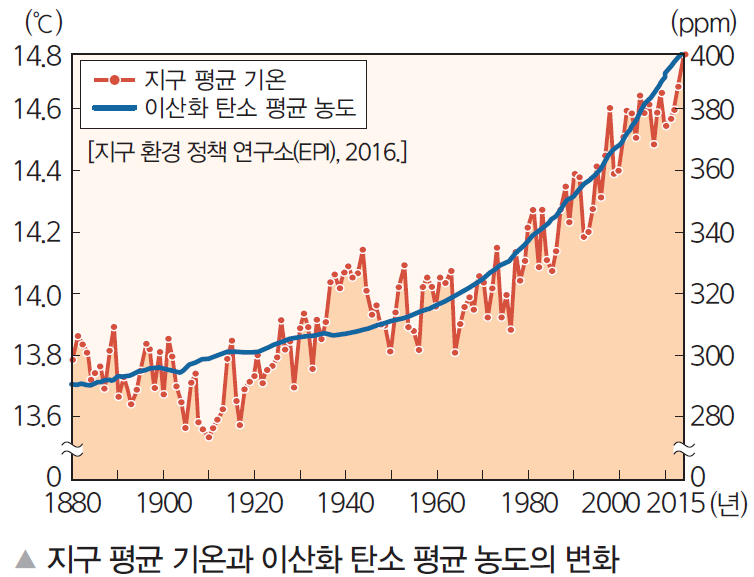 (℃)
(ppm)
14.8
14.6
14.4
14.2
14.0
13.8
13.6
0
지구 평균 기온
이산화 탄소 평균 농도
[지구 환경 정책 연구소(EPI), 2016.]
400
380
360
340
320
300
280
0
1880 1900 1920 1940 1960 1980 2000 2015 (년)
▲ 지구 평균 기온과 이산화 탄소 평균 농도의 변화